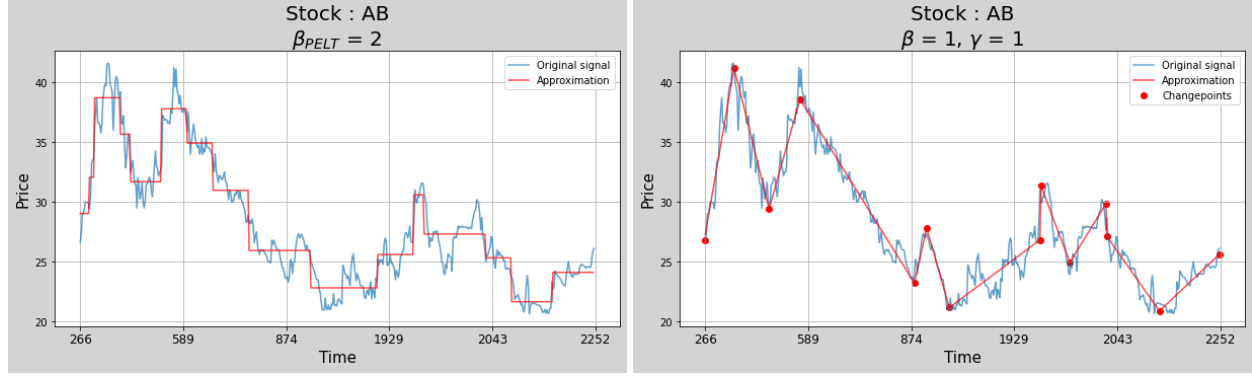 Stock : AB
β_PELT = 2
Original signal
Approximation
Price
40
35
30
25
20
266 589 874 1929 2043 2252
Time
Stock : AB
β = 1, γ = 1
Original signal
Approximation
Changepoints
Price
40
35
30
25
20
266 589 874 1929 2043 2252
Time